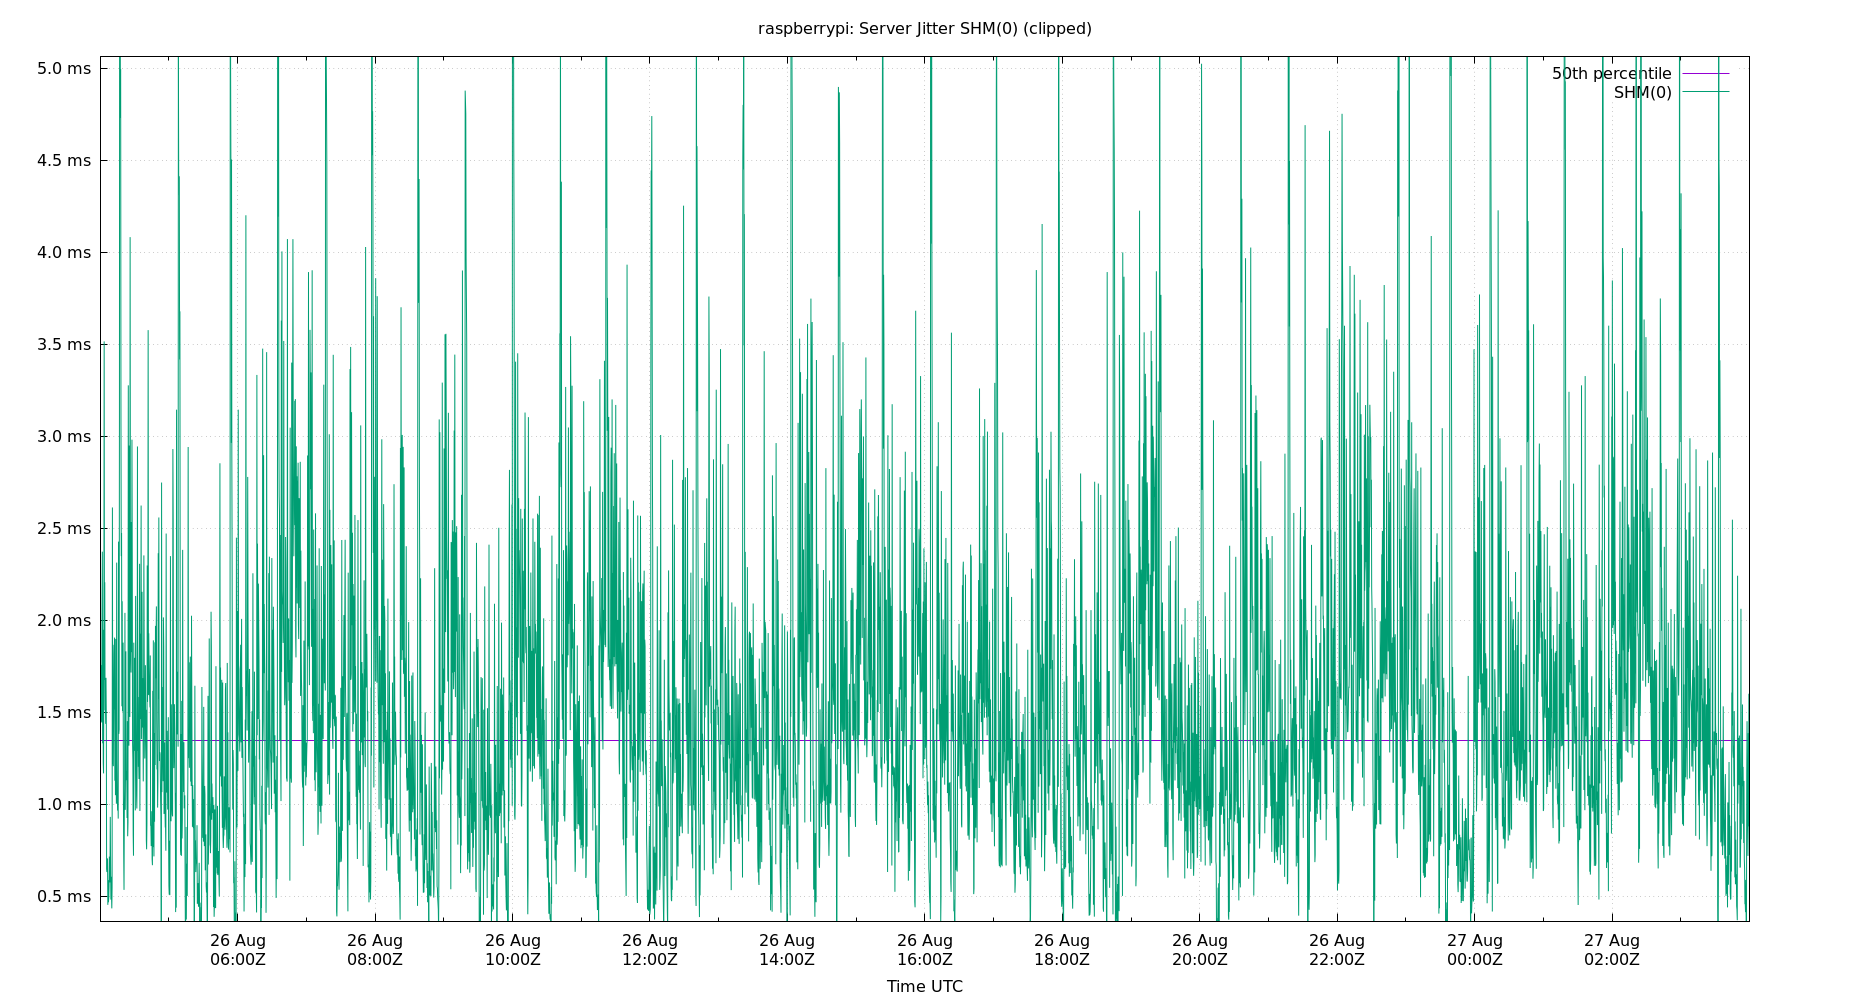 raspberrypi: Server Jitter SHM(0) (clipped)
5.0 ms
4.5 ms
4.0 ms
3.5 ms
3.0 ms
2.5 ms
2.0 ms
1.5 ms
1.0 ms
0.5 ms
50th percentile
SHM(0)
26 Aug 26 Aug 26 Aug 26 Aug 26 Aug 26 Aug 26 Aug 26 Aug 26 Aug 27 Aug 27 Aug
06:00Z 08:00Z 10:00Z 12:00Z 14:00Z 16:00Z 18:00Z 20:00Z 22:00Z 00:00Z 02:00Z
Time UTC